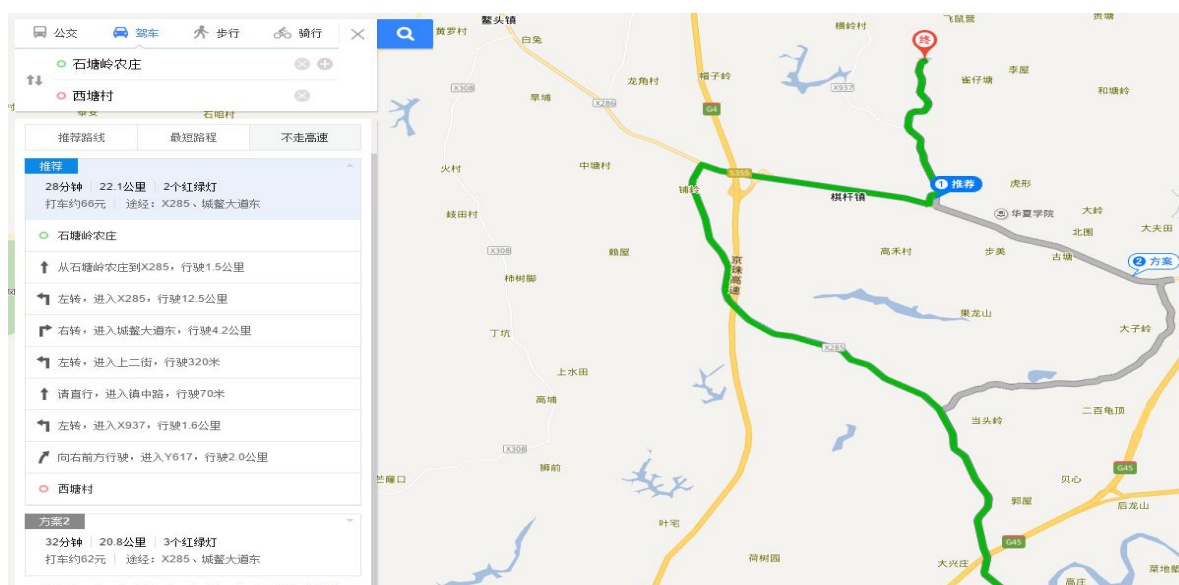 公交 驾车 步行 骑行
石塘岭农庄
西塘村
推荐路线 最短路程 不走高速
推荐
28分钟 22.1公里 2个红绿灯
打车约66元 途经：X285、城鳌大道东
石塘岭农庄
从石塘岭农庄到X285，行驶1.5公里
左转，进入X285，行驶12.5公里
右转，进入城鳌大道东，行驶4.2公里
左转，进入上二街，行驶320米
请直行，进入镇中路，行驶70米
左转，进入X937，行驶1.6公里
向右前方行驶，进入Y617，行驶2.0公里
西塘村
方案2
32分钟 20.8公里 3个红绿灯
打车约62元 途经：X285、城鳌大道东
鳌头镇
黄罗村
白兔
横岭村
飞鼠营
终
龙角村
帽子岭
X308
旱埔
X286
G4
X937
崔仔塘
李屋
和塘岭
石咀村
火村
中塘村
S355
铺岭
棋杆镇
1 推荐
虎形
华夏学院
大岭
岐田村
北围
大夫田
X308
赖屋
高禾村
步美
古塘
2 方案
京珠高速
柿树脚
果龙山
丁坑
X285
大子岭
上水田
高埔
当头岭
二百龟顶
X308
狮前
G45
贝心
郭屋
后龙山
叶宅
荷树园
G45
大兴庄
高庄
菜地塱